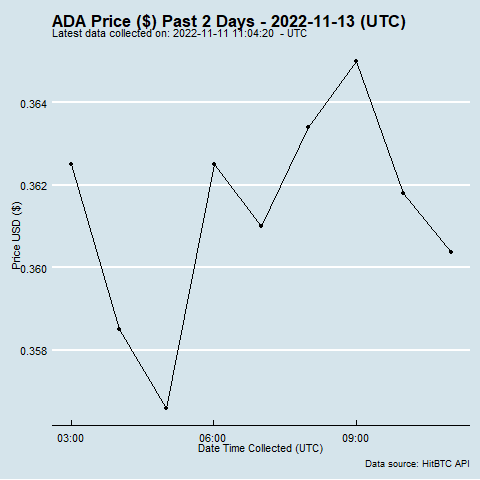 ADA Price ($) Past 2 Days - 2022-11-13 (UTC)
Latest data collected on: 2022-11-11 11:04:20  - UTC
0.364
0.362
0.360
0.358
Price USD ($)
03:00
06:00
09:00
Date Time Collected (UTC)
Data source: HitBTC API